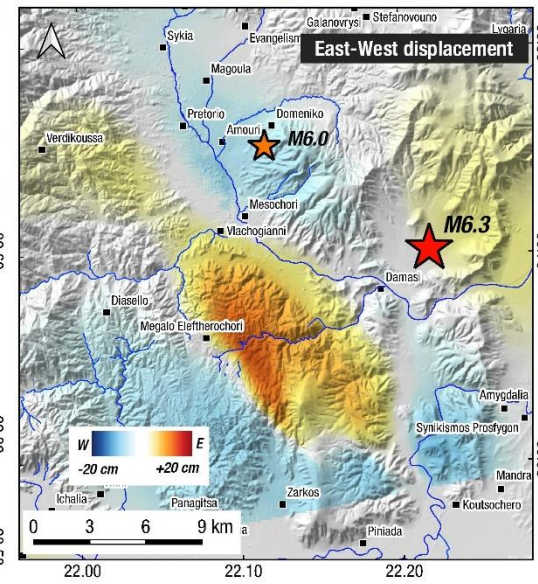 Galanovrysi
Stefanovouno
Sykia
Evangelism
Lygaria
East-West displacement
Magoula
Pretorio
Domeniko
Amouri
M6.0
Verdikoussa
Mesochori
M6.3
Vlachogianni
Damasi
Diasello
Megalo Eleftherochori
Amygdalia
Synikismos Prosfygon
W
E
-20 cm
+20 cm
Mandra
Ichalia
Panagitsa
Zarkos
Koutsochero
0 3 6 9 km
Piniada
22.00 22.10 22.20